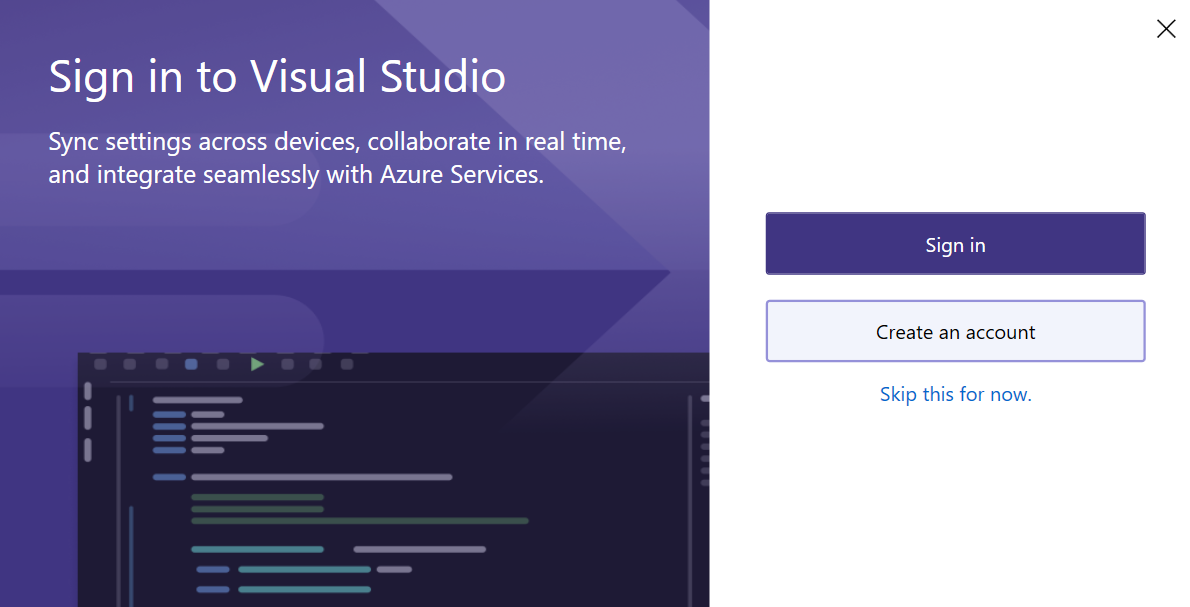 Sign in to Visual Studio
Sync settings across devices, collaborate in real time,
and integrate seamlessly with Azure Services.
Sign in
Create an account
Skip this for now.